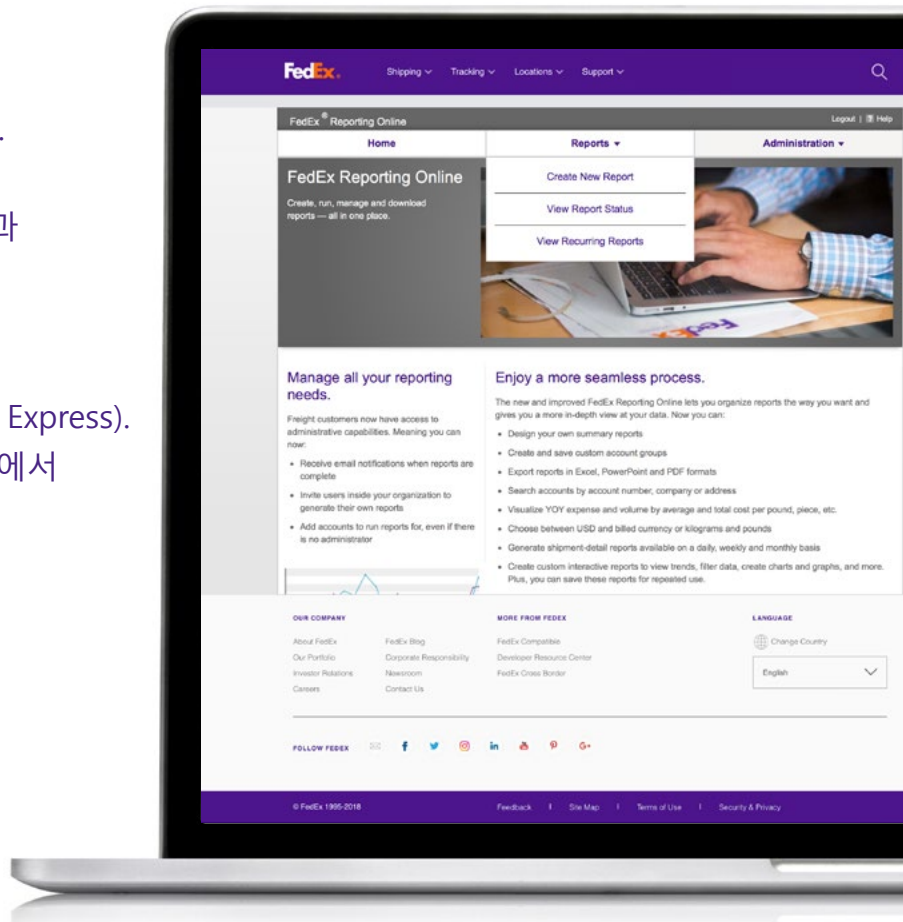 .
과
Express).
에서
FedEx.
Shipping
Tracking
Locations
Support
FedEx® Reporting Online
Logout | ? Help
Home
Reports
Administration
Create New Report
View Report Status
View Recurring Reports
FedEx Reporting Online
Create, run, manage and download
reports — all in one place.
FedEx
Manage all your reporting
needs.
Freight customers now have access to
administrative capabilities. Meaning you can
now:
• Receive email notifications when reports are
complete
• Invite users inside your organization to
generate their own reports
• Add accounts to run reports for, even if there
is no administrator
Enjoy a more seamless process.
The new and improved FedEx Reporting Online lets you organize reports the way you want and
gives you a more in-depth view at your data. Now you can:
• Design your own summary reports
• Create and save custom account groups
• Export reports in Excel, PowerPoint and PDF formats
• Search accounts by account number, company or address
• Visualize YOY expense and volume by average and total cost per pound, piece, etc.
• Choose between USD and billed currency or kilograms and pounds
• Generate shipment-detail reports available on a daily, weekly and monthly basis
• Create custom interactive reports to view trends, filter data, create charts and graphs, and more.
Plus, you can save these reports for repeated use.
OUR COMPANY
About FedEx
Our Portfolio
Investor Relations
Careers
FedEx Blog
Corporate Responsibility
Newsroom
Contact Us
MORE FROM FEDEX
FedEx Compatible
Developer Resource Center
FedEx Cross Border
LANGUAGE
Change Country
English
FOLLOW FEDEX
© FedEx 1995-2018
Feedback | Site Map | Terms of Use | Security & Privacy